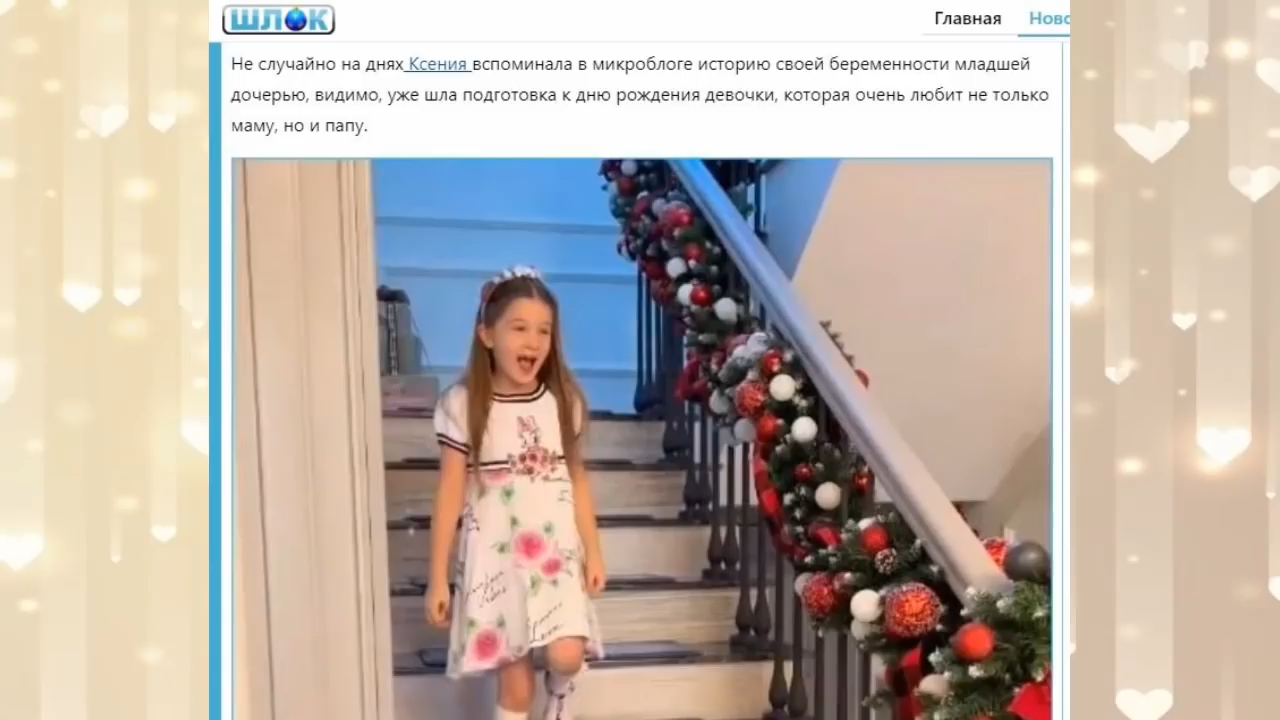 ШЛОК
Главная
Ново
Не случайно на днях Ксения вспоминала в микроблоге историю своей беременности младшей
дочерью, видимо, уже шла подготовка к дню рождения девочки, которая очень любит не только
маму, но и папу.